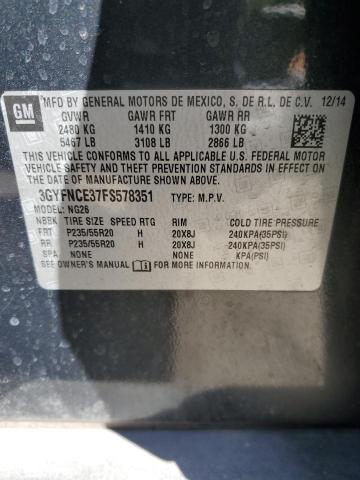 GM
MFD BY GENERAL MOTORS DE MEXICO, S. DE R.L. DE C.V. 12/14
GVWR GAWR FRT GAWR RR
2480 KG 1410 KG 1300 KG
5467 LB 3108 LB 2866 LB
THIS VEHICLE CONFORMS TO ALL APPLICABLE U.S. FEDERAL MOTOR
VEHICLE SAFETY, BUMPER, AND THEFT PREVENTION STANDARDS
IN EFFECT ON THE DATE OF MANUFACTURE SHOWN
ABOVE.
3GYFNCE37FS578351 TYPE: M.P.V.
MODEL: NG26
NBBK TIRE SIZE SPEED RTG RIM COLD TIRE PRESSURE
FRT P235/55R20 H 20X8J 240KPA(35PSI)
RR P235/55R20 H 20X8J 240KPA(35PSI)
SPA NONE NONE KPA(PSI)
SEE OWNER'S MANUAL FOR MORE INFORMATION.